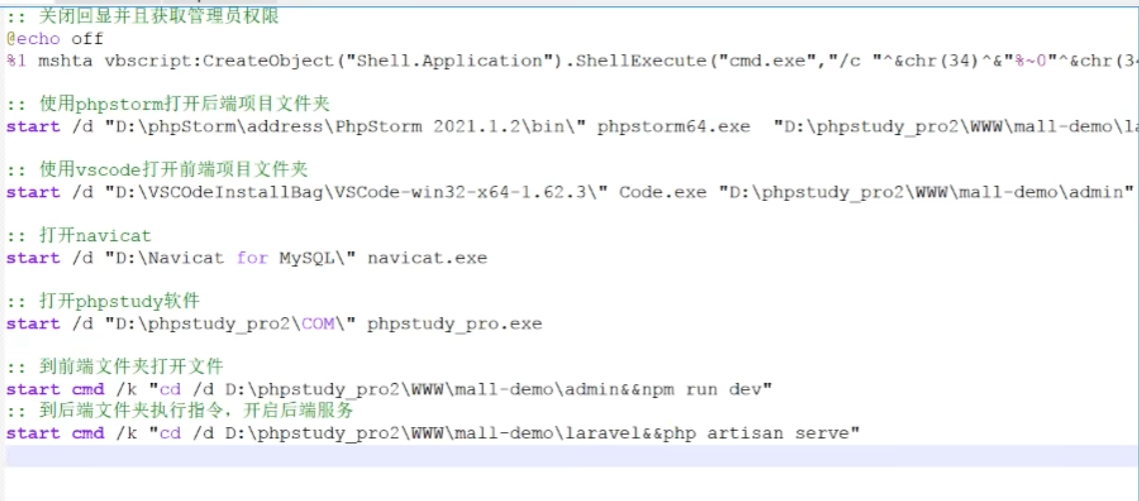 :: 关闭回显并且获取管理员权限
@echo off
%1 mshta vbscript:CreateObject("Shell.Application").ShellExecute("cmd.exe","/c "^&chr(34)^&"%~0"^&chr(3
:: 使用phpstorm打开后端项目文件夹
start /d "D:\phpStorm\address\PhpStorm 2021.1.2\bin\" phpstorm64.exe  "D:\phpstudy_pro2\WWW\mall-demo\la
:: 使用vscode打开前端项目文件夹
start /d "D:\VSCOdeInstallBag\VSCode-win32-x64-1.62.3\" Code.exe "D:\phpstudy_pro2\WWW\mall-demo\admin"
:: 打开navicat
start /d "D:\Navicat for MySQL\" navicat.exe
:: 打开phpstudy软件
start /d "D:\phpstudy_pro2\COM\" phpstudy_pro.exe
:: 到前端文件夹打开文件
start cmd /k "cd /d D:\phpstudy_pro2\WWW\mall-demo\admin&&npm run dev"
:: 到后端文件夹执行指令，开启后端服务
start cmd /k "cd /d D:\phpstudy_pro2\WWW\mall-demo\laravel&&php artisan serve"